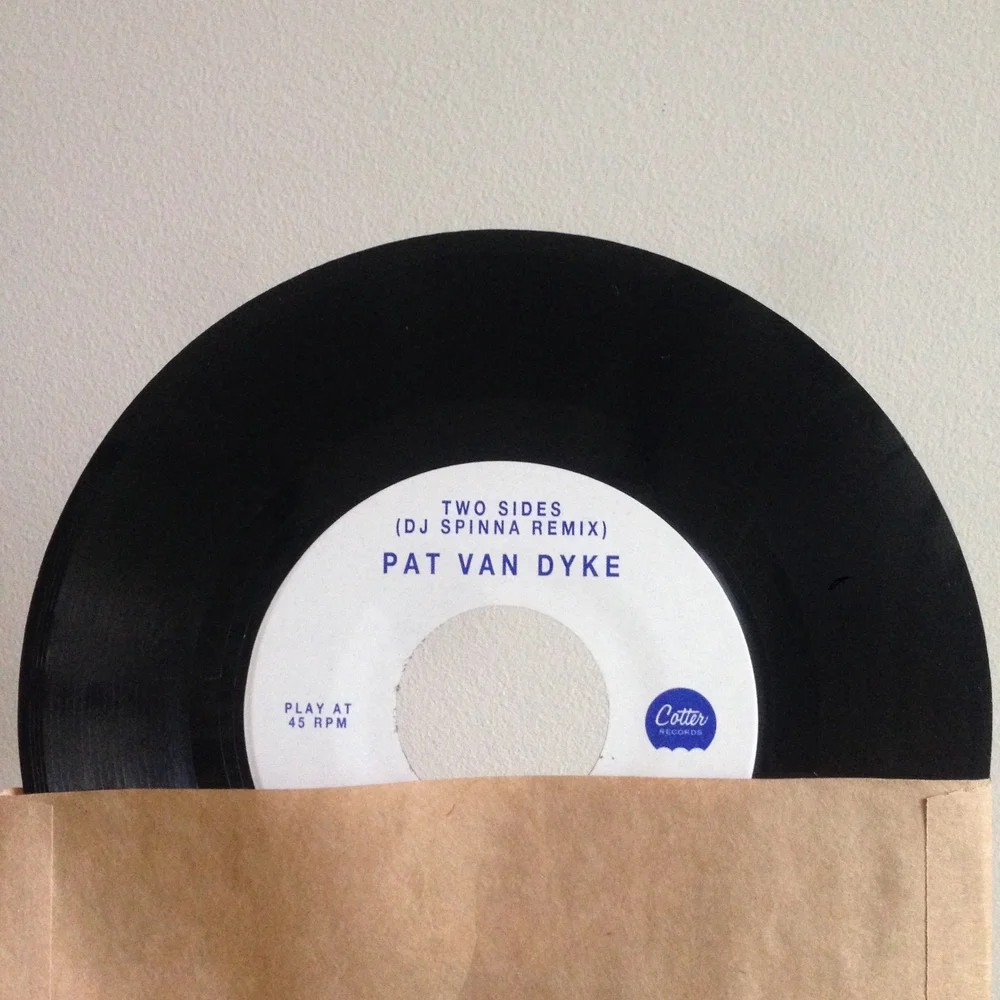 TWO SIDES
(DJ SPINNA REMIX)
PAT VAN DYKE
PLAY AT
45 RPM
Cotter
RECORDS